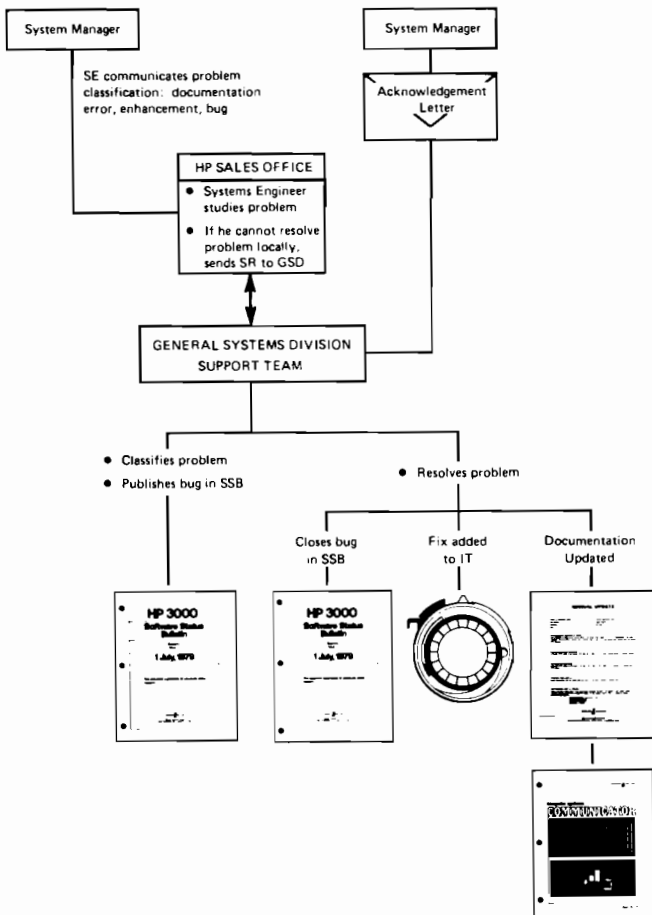 System Manager
System Manager
SE communicates problem
classification: documentation
error, enhancement, bug
Acknowledgement
Letter
HP SALES OFFICE
• Systems Engineer
studies problem
• If he cannot resolve
problem locally,
sends SR to GSD
GENERAL SYSTEMS DIVISION
SUPPORT TEAM
• Classifies problem
• Publishes bug in SSB
• Resolves problem
Closes bug
in SSB
Fix added
to IT
Documentation
Updated
HP 3000
Software Status
Bulletin
1 July, 1979
HP 3000
Software Status
Bulletin
1 July, 1979
COMMUNICATOR